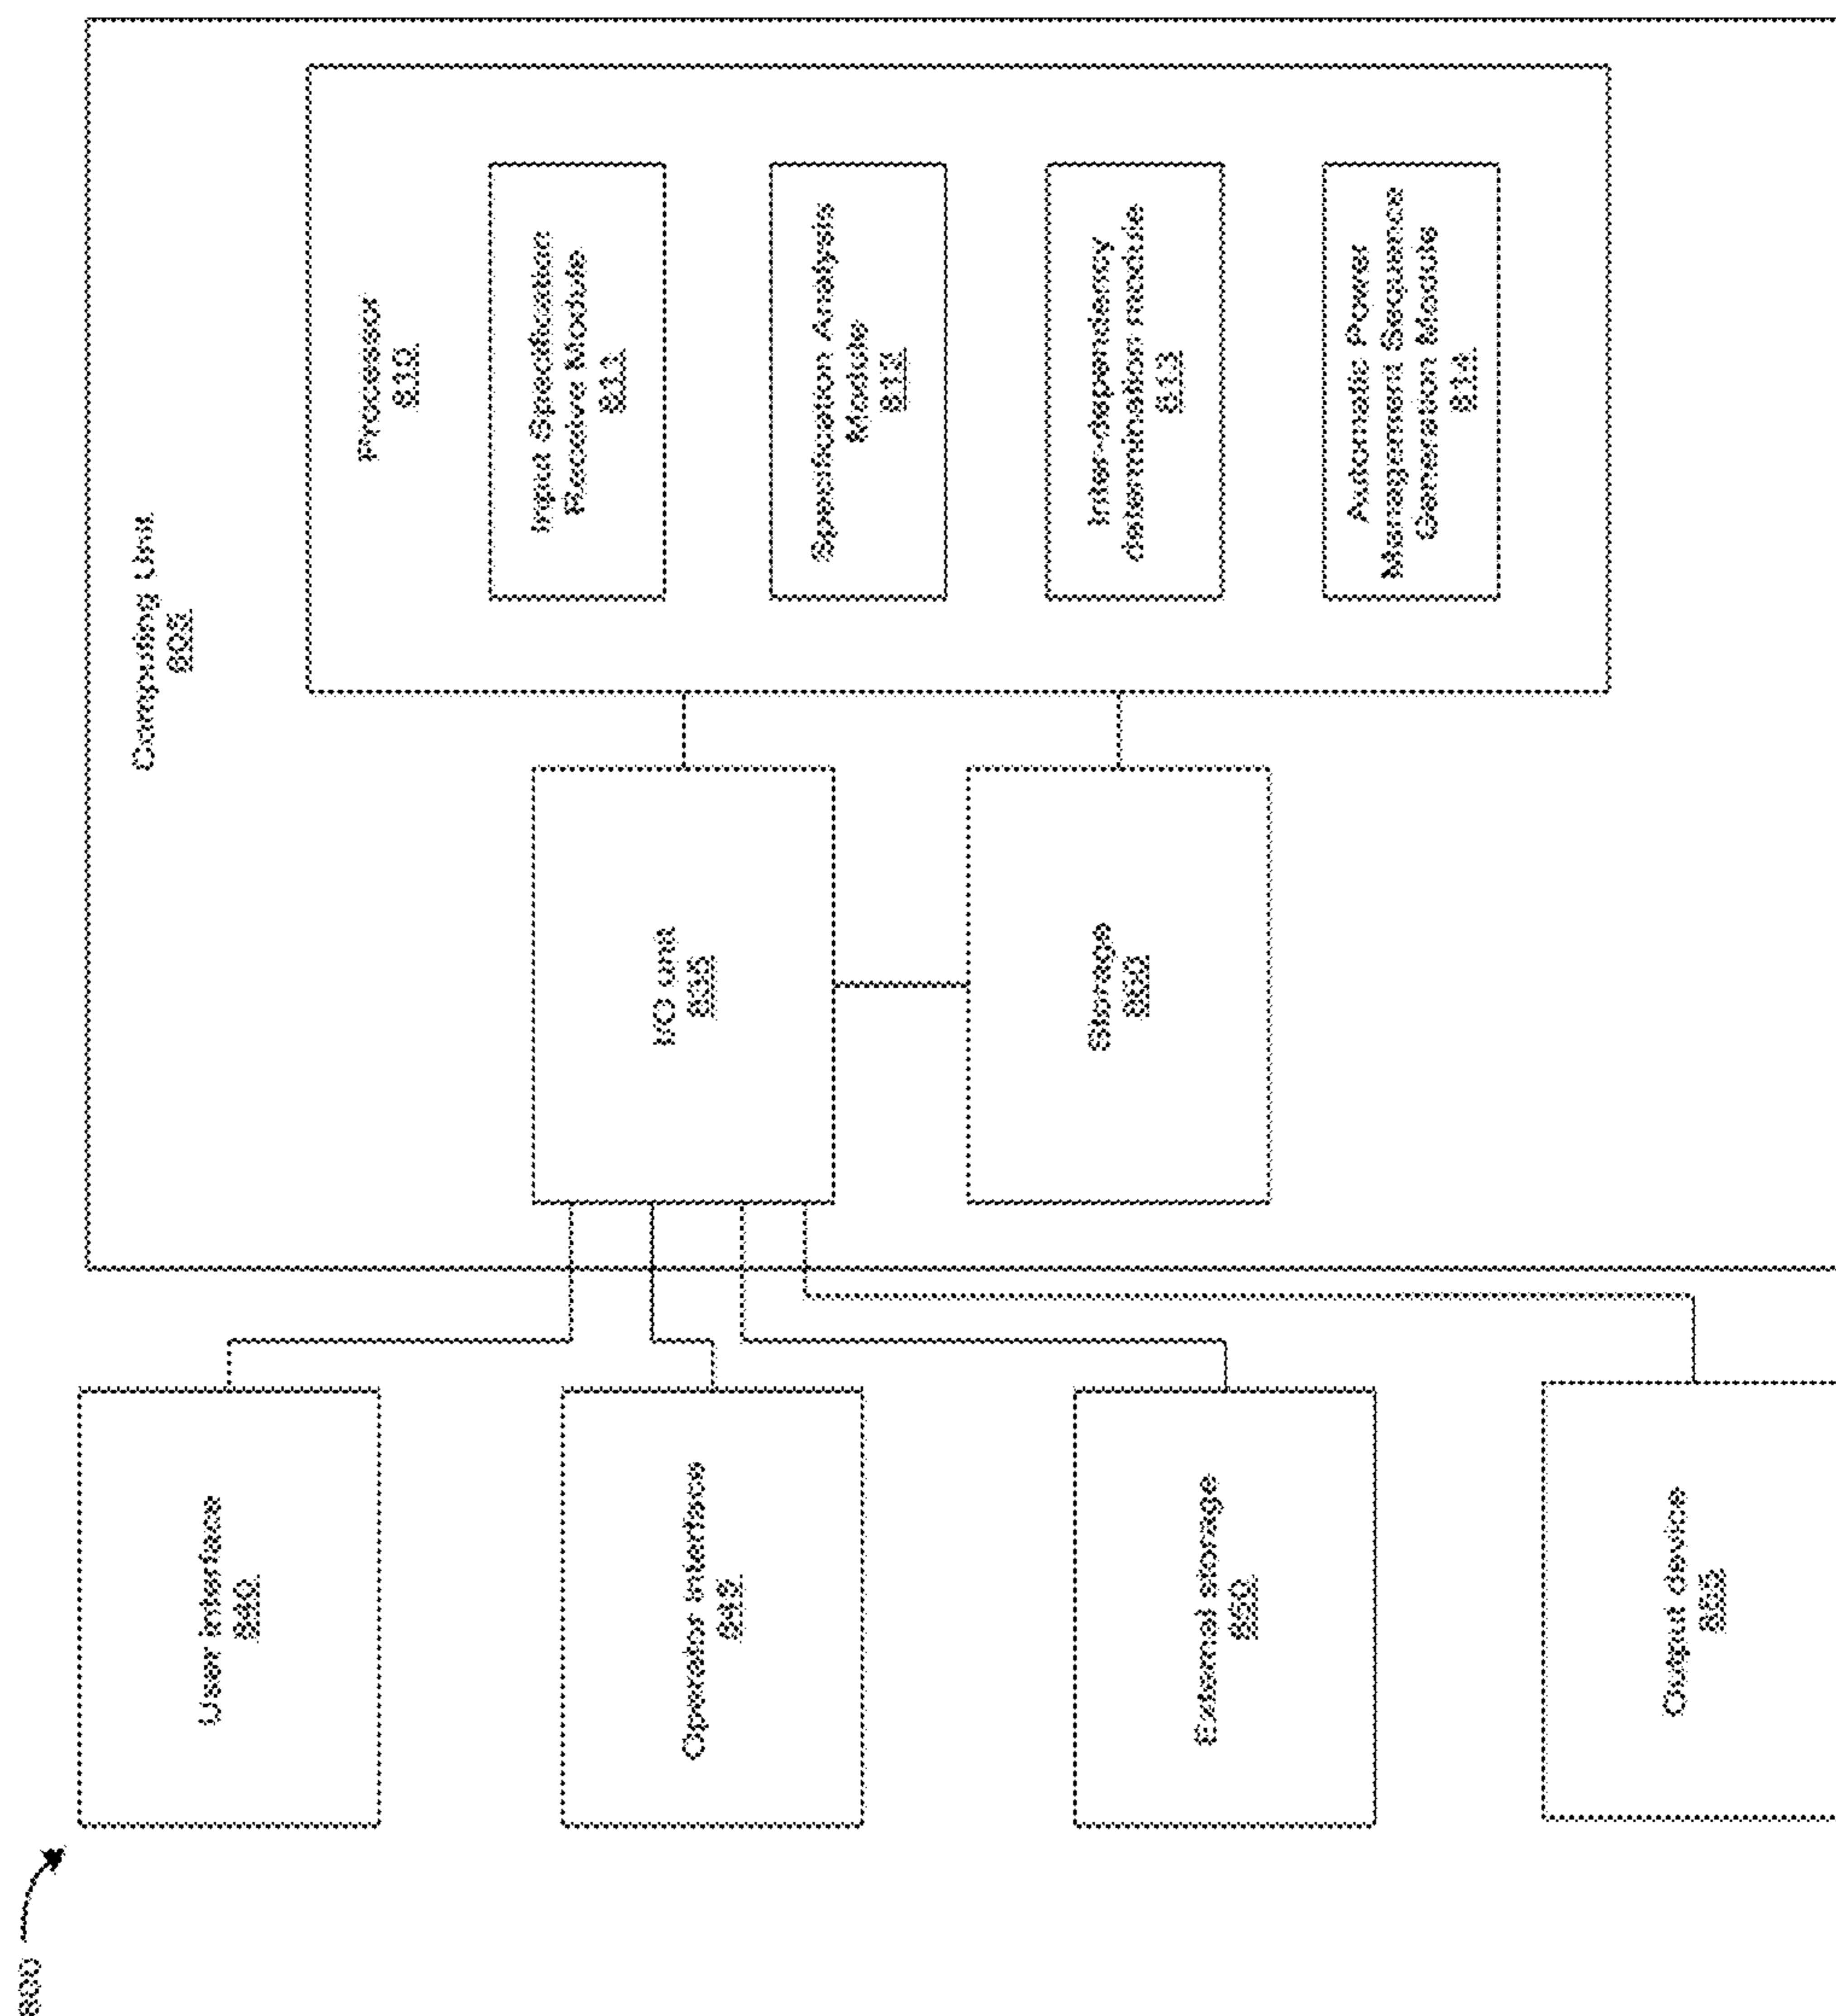 800
User Interface
840
Operator Interface
845
External storage
850
Output device
855
Computing Unit
805
I/O unit
835
Storage
830
Processor
810
Input Specification
Receive Module
811
Specification Analysis
Module
812
Inter-dependency
determination module
813
Automatic Power
Management Sequence
Generation Module
814